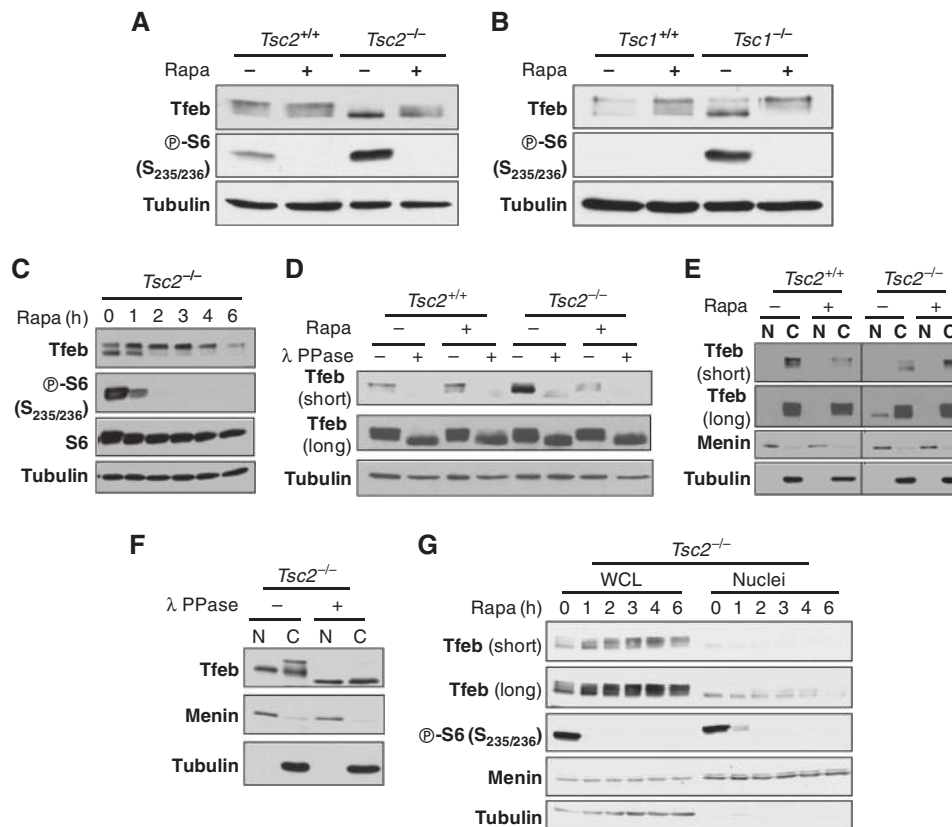 A
Tsc2+/+ Tsc2−/−
Rapa − + − +
Tfeb
Ⓟ-S6
(S235/236)
Tubulin
B
Tsc1+/+ Tsc1−/−
Rapa − + − +
Tfeb
Ⓟ-S6
(S235/236)
Tubulin
C
Tsc2−/−
Rapa (h) 0 1 2 3 4 6
Tfeb
Ⓟ-S6
(S235/236)
S6
Tubulin
D
Tsc2+/+ Tsc2−/−
Rapa − + − +
λ PPase − + − + − + − +
Tfeb
(short)
Tfeb
(long)
Tubulin
E
Tsc2+/+ Tsc2−/−
Rapa − + − +
N C N C N C N C
Tfeb
(short)
Tfeb
(long)
Menin
Tubulin
F
Tsc2−/−
λ PPase − +
N C N C
Tfeb
Menin
Tubulin
G
Tsc2−/−
WCL Nuclei
Rapa (h) 0 1 2 3 4 6 0 1 2 3 4 6
Tfeb (short)
Tfeb (long)
Ⓟ-S6 (S235/236)
Menin
Tubulin